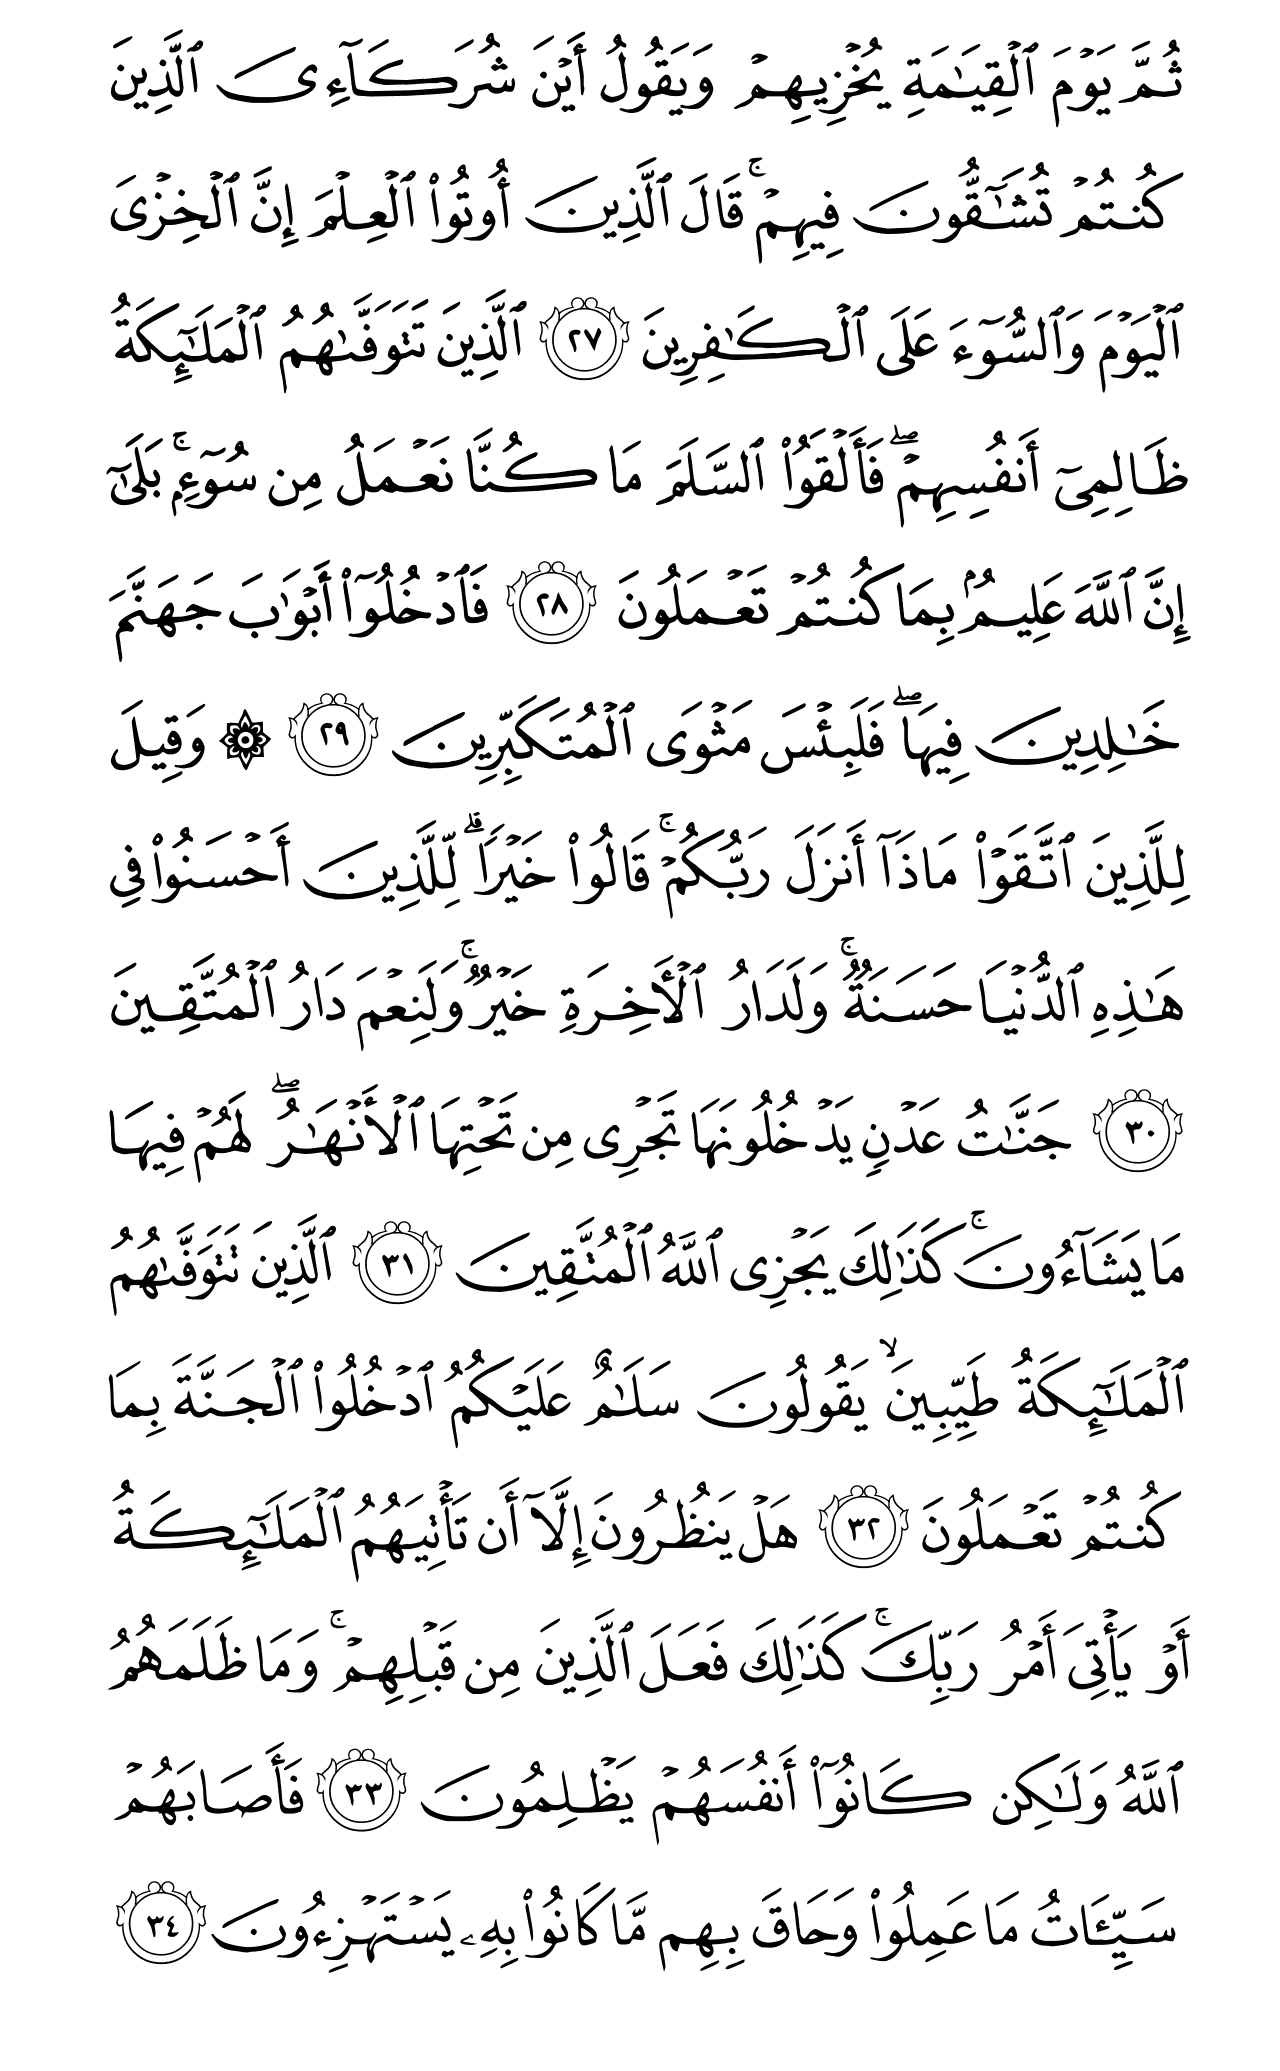 ثُمَّ يَوۡمَ ٱلۡقِيَٰمَةِ يُخۡزِيهِمۡ وَيَقُولُ أَيۡنَ شُرَكَآءِيَ ٱلَّذِينَ
كُنتُمۡ تُشَٰٓقُّونَ فِيهِمۡۚ قَالَ ٱلَّذِينَ أُوتُواْ ٱلۡعِلۡمَ إِنَّ ٱلۡخِزۡيَ
ٱلۡيَوۡمَ وَٱلسُّوٓءَ عَلَى ٱلۡكَٰفِرِينَ ٢٧ ٱلَّذِينَ تَتَوَفَّىٰهُمُ ٱلۡمَلَٰٓئِكَةُ
ظَالِمِيٓ أَنفُسِهِمۡۖ فَأَلۡقَوُاْ ٱلسَّلَمَ مَا كُنَّا نَعۡمَلُ مِن سُوٓءِۭۚ بَلَىٰٓ
إِنَّ ٱللَّهَ عَلِيمُۢ بِمَا كُنتُمۡ تَعۡمَلُونَ ٢٨ فَٱدۡخُلُوٓاْ أَبۡوَٰبَ جَهَنَّمَ
خَٰلِدِينَ فِيهَاۖ فَلَبِئۡسَ مَثۡوَى ٱلۡمُتَكَبِّرِينَ ٢٩ ۞ وَقِيلَ
لِلَّذِينَ ٱتَّقَوۡاْ مَاذَآ أَنزَلَ رَبُّكُمۡۚ قَالُواْ خَيۡرٗاۗ لِّلَّذِينَ أَحۡسَنُواْ فِي
هَٰذِهِ ٱلدُّنۡيَا حَسَنَةٞۚ وَلَدَارُ ٱلۡأٓخِرَةِ خَيۡرٞۚ وَلَنِعۡمَ دَارُ ٱلۡمُتَّقِينَ
٣٠ جَنَّٰتُ عَدۡنٖ يَدۡخُلُونَهَا تَجۡرِي مِن تَحۡتِهَا ٱلۡأَنۡهَٰرُۖ لَهُمۡ فِيهَا
مَا يَشَآءُونَۚ كَذَٰلِكَ يَجۡزِي ٱللَّهُ ٱلۡمُتَّقِينَ ٣١ ٱلَّذِينَ تَتَوَفَّىٰهُمُ
ٱلۡمَلَٰٓئِكَةُ طَيِّبِينَۙ يَقُولُونَ سَلَٰمٌ عَلَيۡكُمُ ٱدۡخُلُواْ ٱلۡجَنَّةَ بِمَا
كُنتُمۡ تَعۡمَلُونَ ٣٢ هَلۡ يَنظُرُونَ إِلَّآ أَن تَأۡتِيَهُمُ ٱلۡمَلَٰٓئِكَةُ
أَوۡ يَأۡتِيَ أَمۡرُ رَبِّكَۚ كَذَٰلِكَ فَعَلَ ٱلَّذِينَ مِن قَبۡلِهِمۡۚ وَمَا ظَلَمَهُمُ
ٱللَّهُ وَلَٰكِن كَانُوٓاْ أَنفُسَهُمۡ يَظۡلِمُونَ ٣٣ فَأَصَابَهُمۡ
سَيِّـَٔاتُ مَا عَمِلُواْ وَحَاقَ بِهِم مَّا كَانُواْ بِهِۦ يَسۡتَهۡزِءُونَ ٣٤